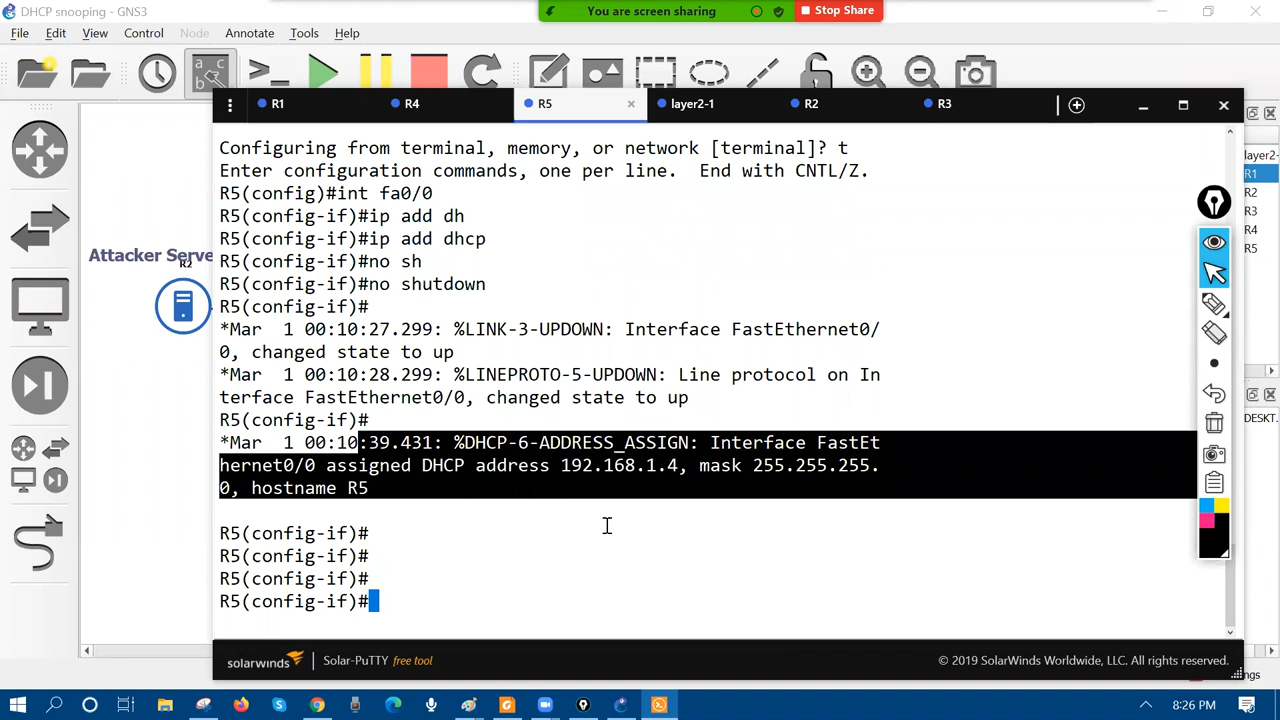 DHCP snooping - GNS3
You are screen sharing
Stop Share
File Edit View Control Node Annotate Tools Help
R1 R4 R5 layer2-1 R2 R3
Configuring from terminal, memory, or network [terminal]? t
Enter configuration commands, one per line.  End with CNTL/Z.
R5(config)#int fa0/0
R5(config-if)#ip add dh
R5(config-if)#ip add dhcp
R5(config-if)#no sh
R5(config-if)#no shutdown
R5(config-if)#
*Mar  1 00:10:27.299: %LINK-3-UPDOWN: Interface FastEthernet0/
0, changed state to up
*Mar  1 00:10:28.299: %LINEPROTO-5-UPDOWN: Line protocol on In
terface FastEthernet0/0, changed state to up
R5(config-if)#
*Mar  1 00:10:39.431: %DHCP-6-ADDRESS_ASSIGN: Interface FastEt
hernet0/0 assigned DHCP address 192.168.1.4, mask 255.255.255.
0, hostname R5
R5(config-if)#
R5(config-if)#
R5(config-if)#
R5(config-if)#
solarwinds Solar-PuTTY free tool © 2019 SolarWinds Worldwide, LLC. All rights reserved.
Attacker Serve
R2
layer2-
R1
R2
R3
R4
R5
DESKT.
ngs
8:26 PM